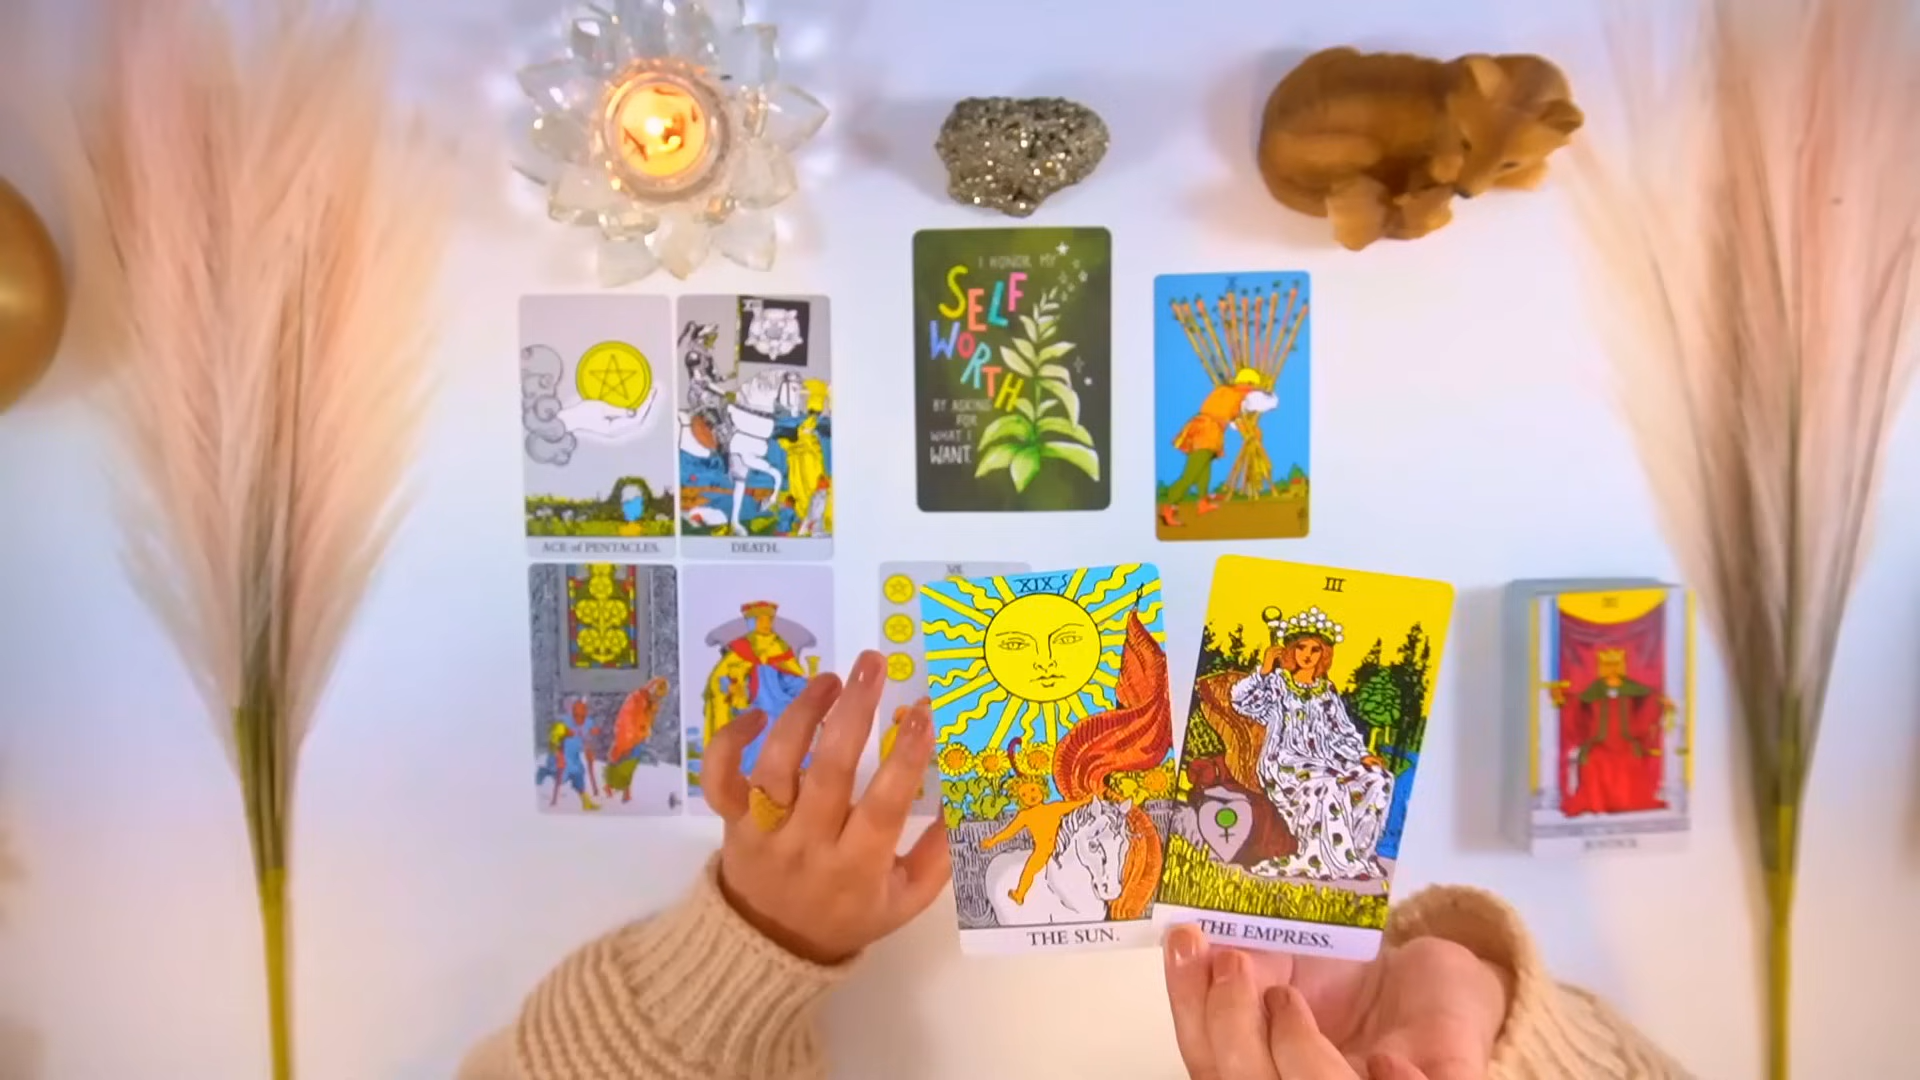 I HONOR MY
SELF
WORTH
BY ASKING
FOR
WHAT I
WANT.
X
ACE of PENTACLES.
DEATH.
XIX
THE SUN.
III
THE EMPRESS.
JUSTICE.